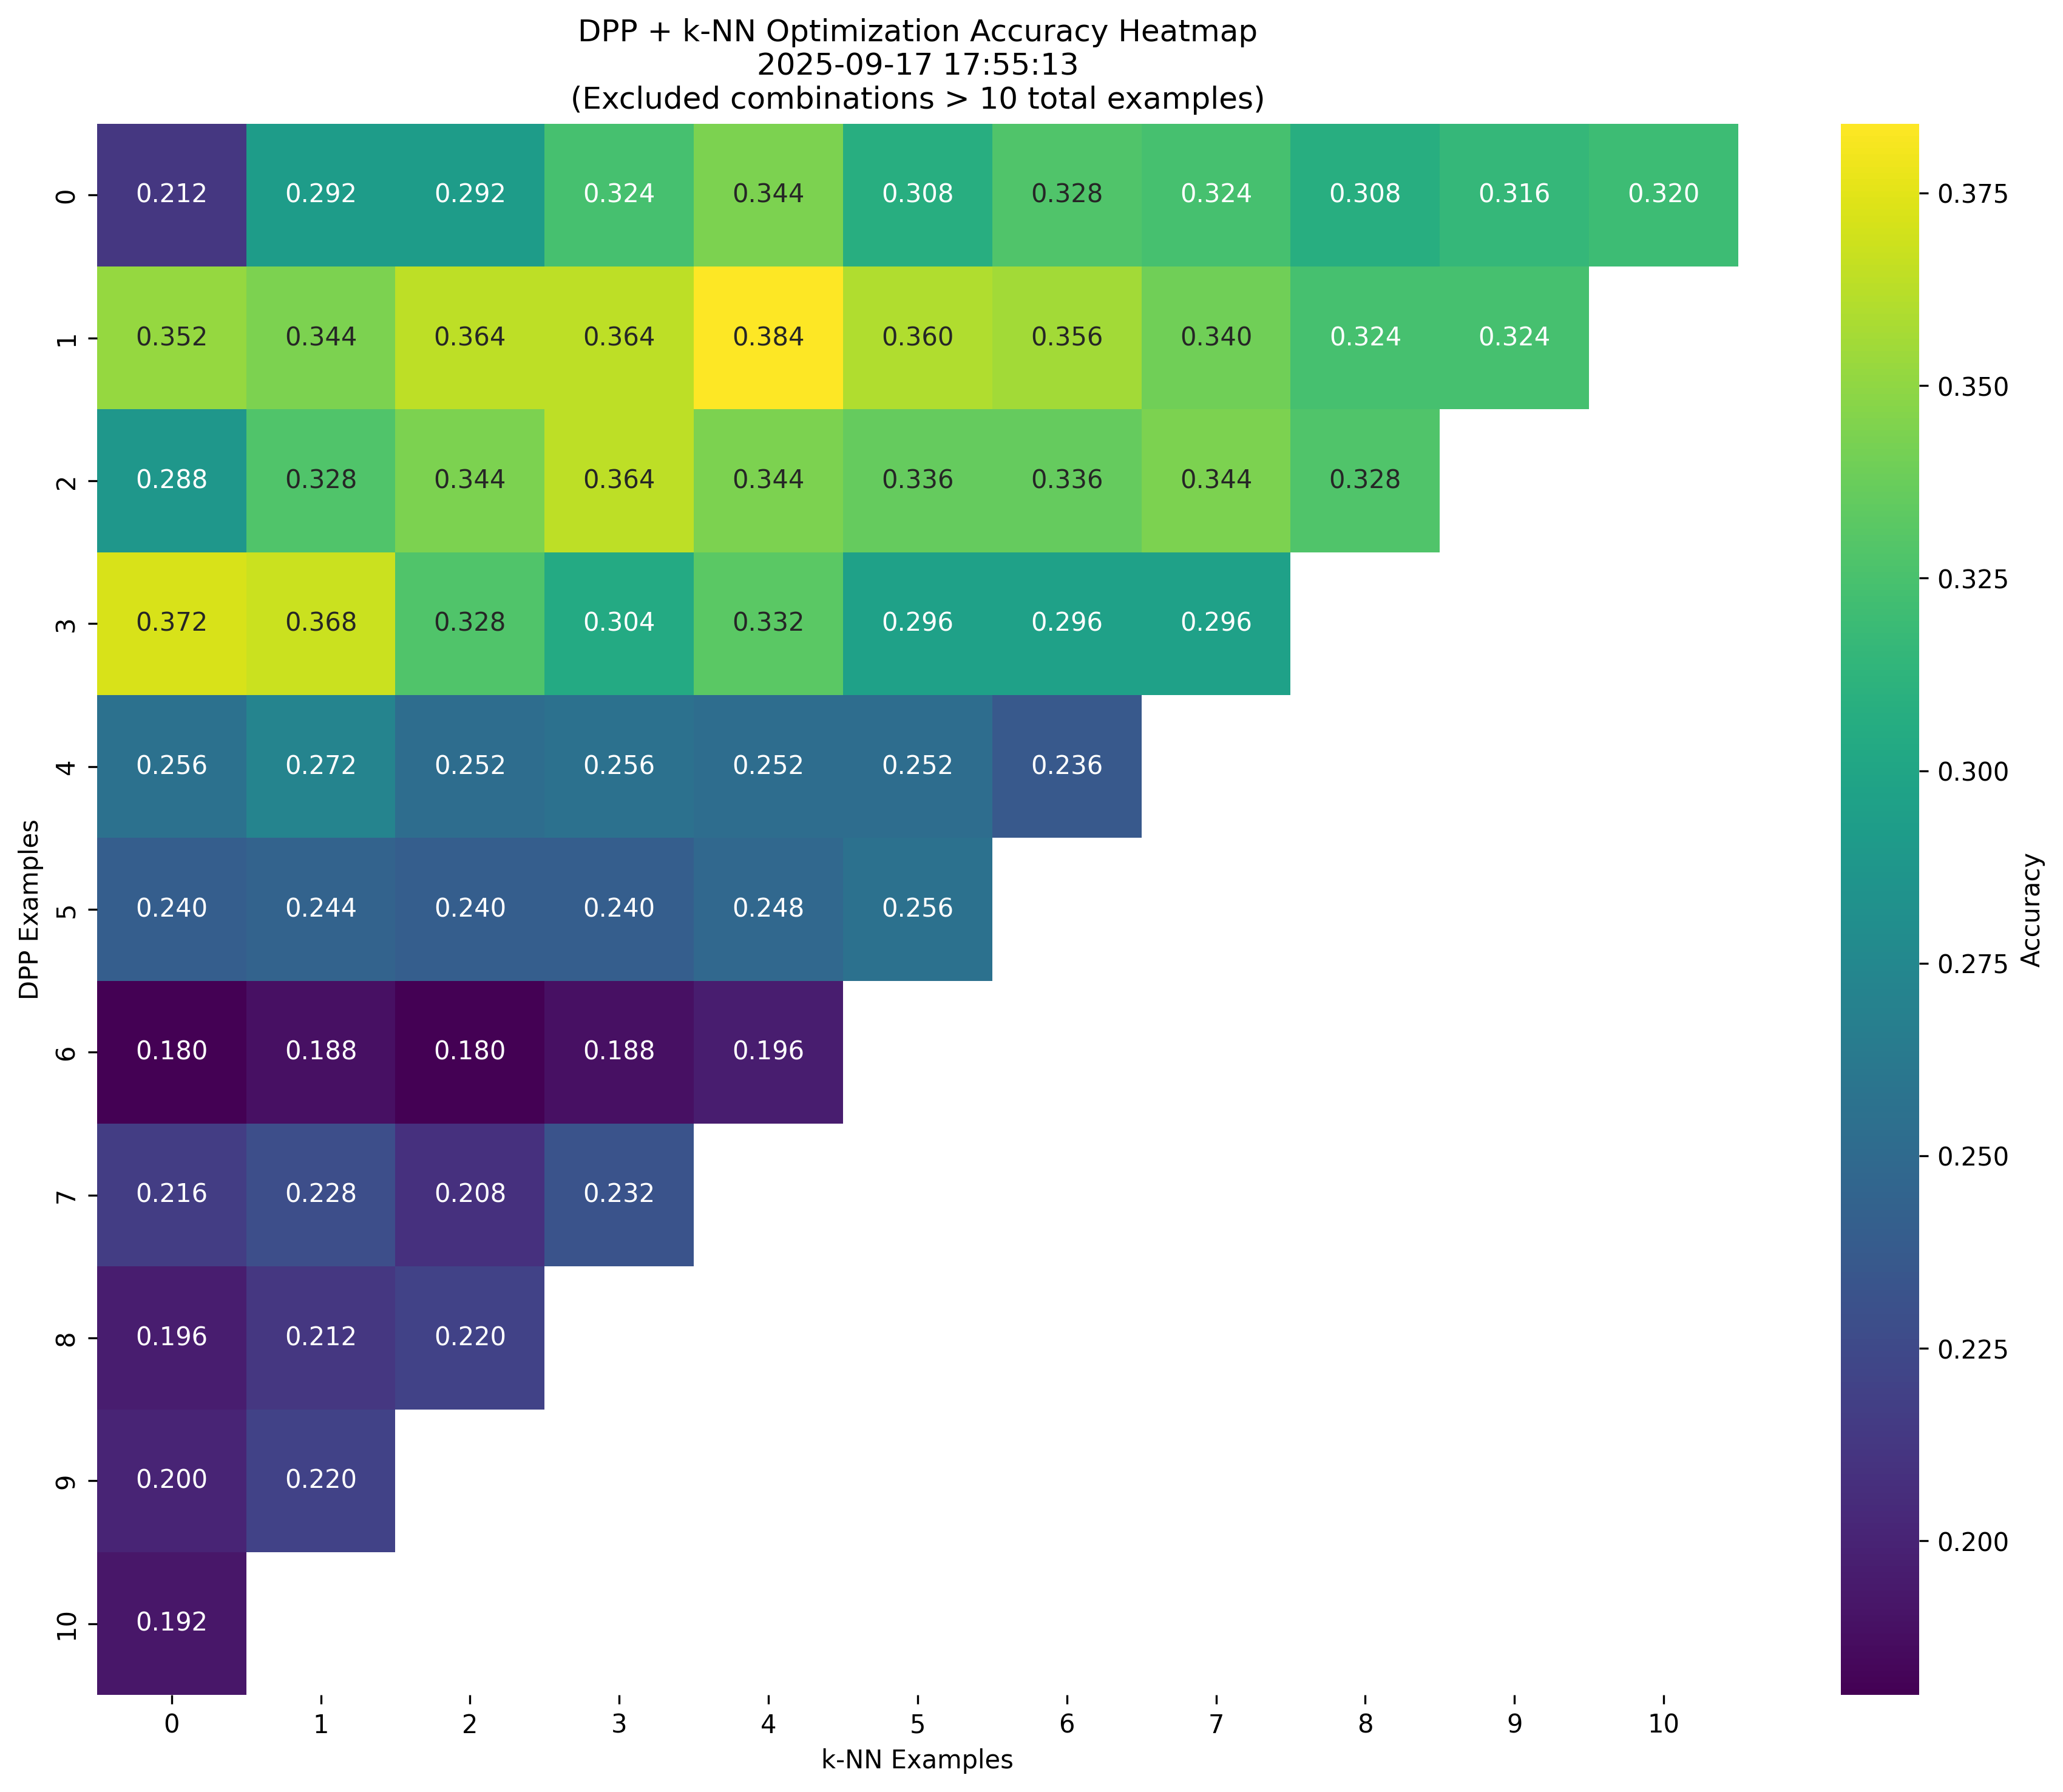 DPP + k-NN Optimization Accuracy Heatmap
2025-09-17 17:55:13
(Excluded combinations > 10 total examples)
0 0.212 0.292 0.292 0.324 0.344 0.308 0.328 0.324 0.308 0.316 0.320
1 0.352 0.344 0.364 0.364 0.384 0.360 0.356 0.340 0.324 0.324
2 0.288 0.328 0.344 0.364 0.344 0.336 0.336 0.344 0.328
3 0.372 0.368 0.328 0.304 0.332 0.296 0.296 0.296
4 0.256 0.272 0.252 0.256 0.252 0.252 0.236
5 0.240 0.244 0.240 0.240 0.248 0.256
6 0.180 0.188 0.180 0.188 0.196
7 0.216 0.228 0.208 0.232
8 0.196 0.212 0.220
9 0.200 0.220
10 0.192
0 1 2 3 4 5 6 7 8 9 10
k-NN Examples
DPP Examples
0.375
0.350
0.325
0.300
0.275
0.250
0.225
0.200
Accuracy